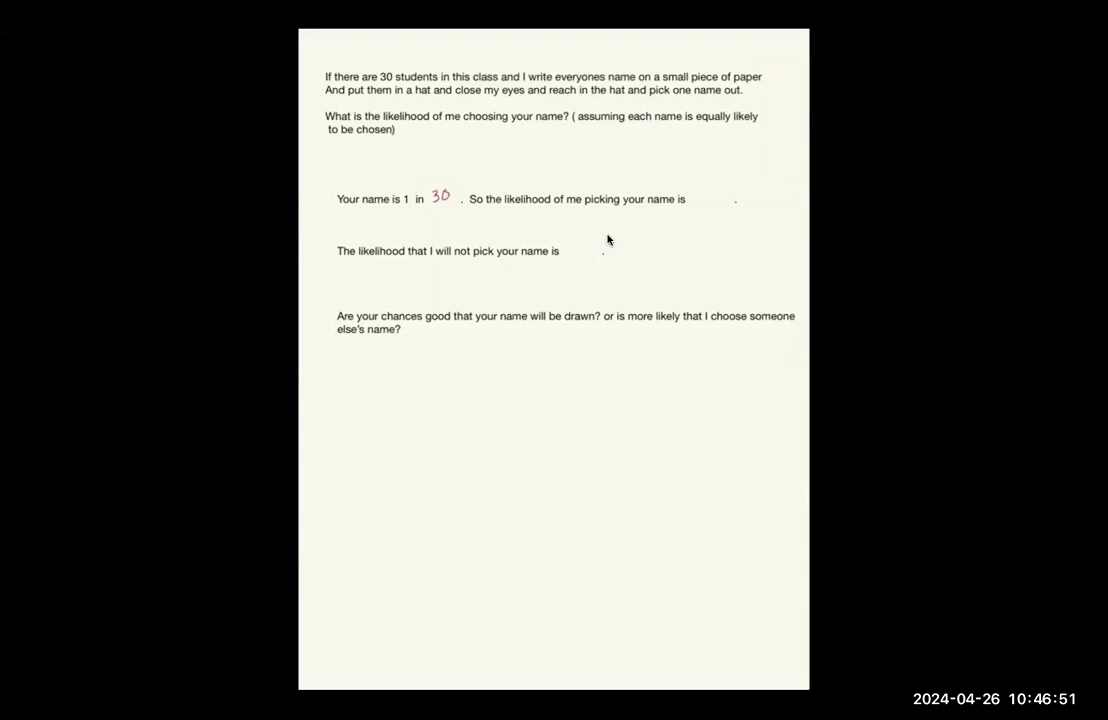 If there are 30 students in this class and I write everyones name on a small piece of paper
And put them in a hat and close my eyes and reach in the hat and pick one name out.
What is the likelihood of me choosing your name? ( assuming each name is equally likely
to be chosen)
Your name is 1 in 30 . So the likelihood of me picking your name is .
The likelihood that I will not pick your name is .
Are your chances good that your name will be drawn? or is more likely that I choose someone
else's name?
2024-04-26 10:46:51